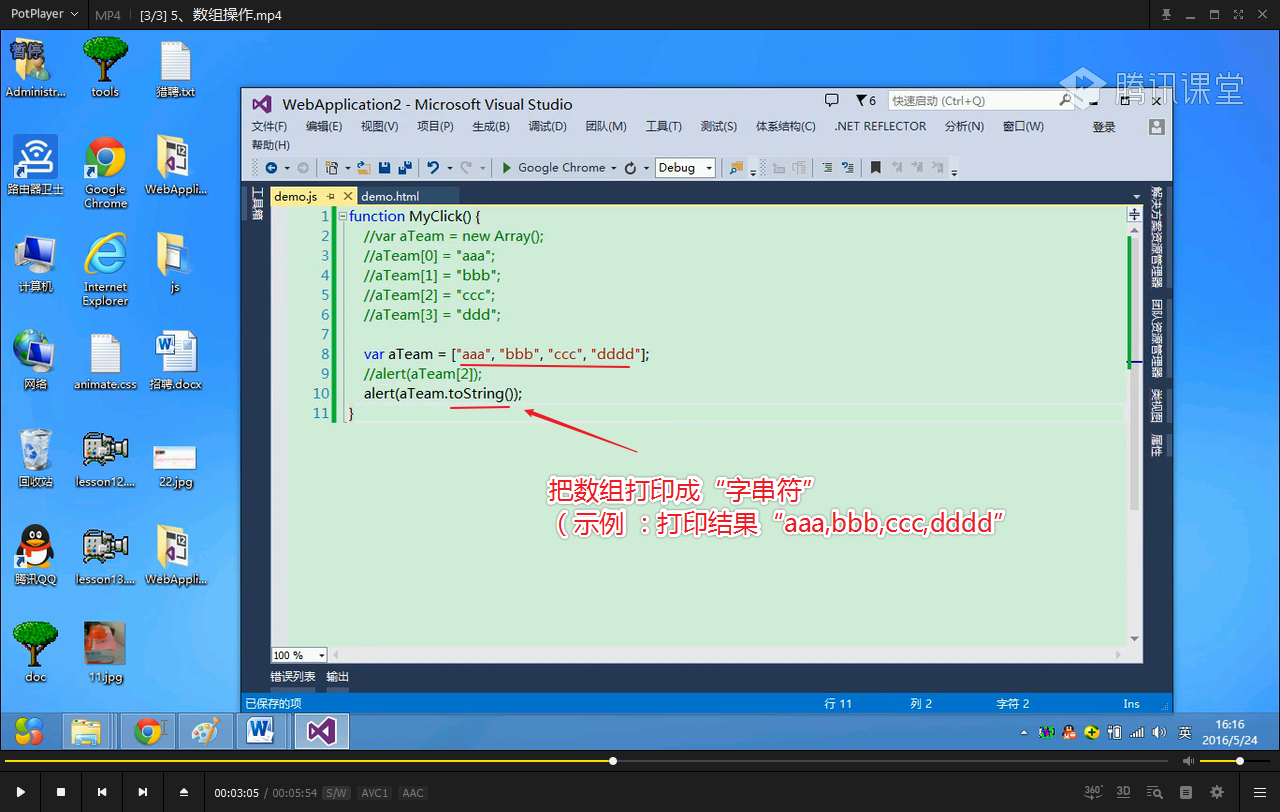 PotPlayer
MP4
[3/3] 5、数组操作.mp4
暂停
Administr...
tools
猎聘.txt
路由器卫士
Google Chrome
WebAppli...
计算机
Internet Explorer
js
网络
animate.css
招聘.docx
回收站
lesson12....
22.jpg
腾讯QQ
lesson13....
WebAppli...
doc
11.jpg
腾讯课堂
WebApplication2 - Microsoft Visual Studio
6
快速启动 (Ctrl+Q)
文件(F) 编辑(E) 视图(V) 项目(P) 生成(B) 调试(D) 团队(M) 工具(T) 测试(S) 体系结构(C) .NET REFLECTOR 分析(N) 窗口(W) 登录
帮助(H)
Google Chrome
Debug
工具箱
demo.js
demo.html
1 function MyClick() {
2 //var aTeam = new Array();
3 //aTeam[0] = "aaa";
4 //aTeam[1] = "bbb";
5 //aTeam[2] = "ccc";
6 //aTeam[3] = "ddd";
7
8 var aTeam = ["aaa", "bbb", "ccc", "dddd"];
9 //alert(aTeam[2]);
10 alert(aTeam.toString());
11 }
把数组打印成“字串符”
（示例 ：打印结果“aaa,bbb,ccc,dddd”
解决方案资源管理器
团队资源管理器
类视图
属性
100 %
错误列表 输出
已保存的项
行 11 列 2 字符 2 Ins
英
16:16
2016/5/24
00:03:05 / 00:05:54 S/W AVC1 AAC
360°
3D